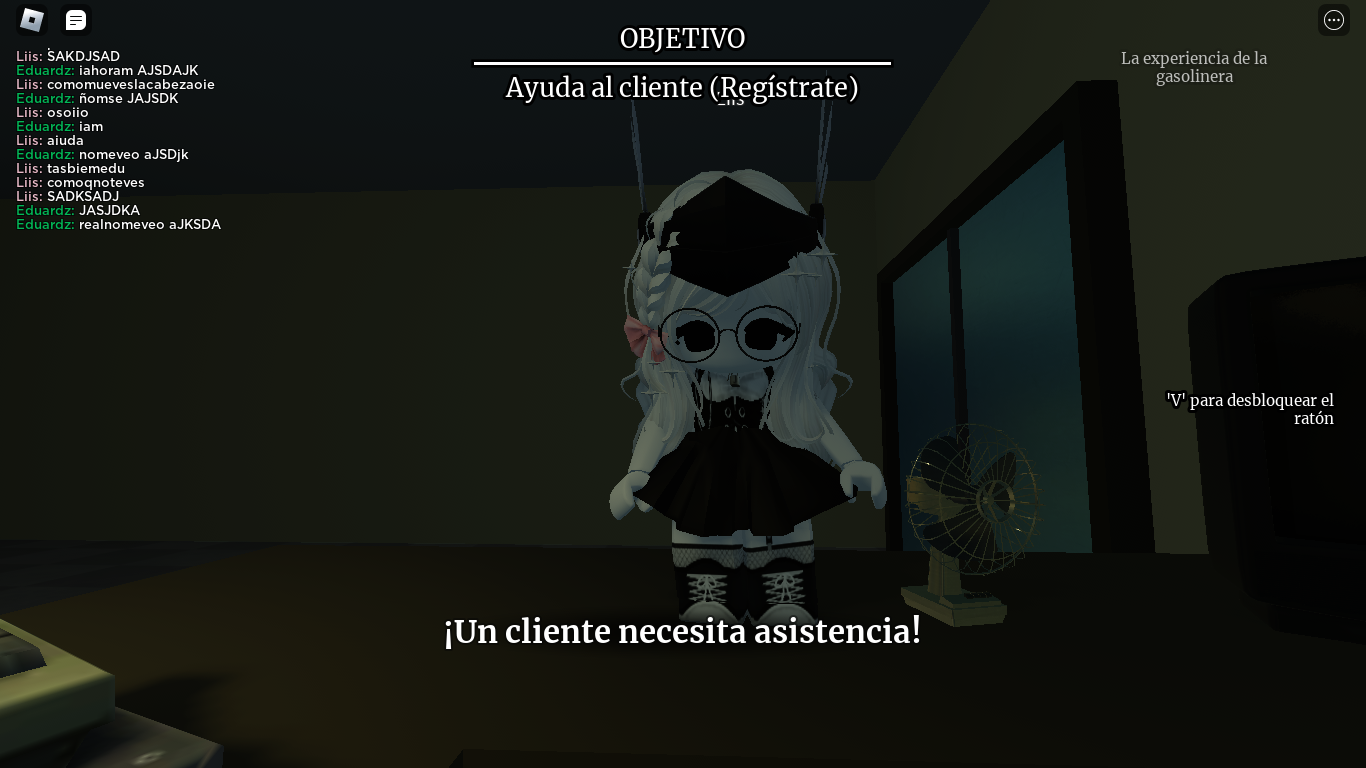 Liis: SAKDJSAD
Eduardz: iahoram AJSDAJK
Liis: comomueveslacabezaoie
Eduardz: ñomse JAJSDK
Liis: osoiio
Eduardz: iam
Liis: aiuda
Eduardz: nomeveo aJSDjk
Liis: tasbiemedu
Liis: comoqnoteves
Liis: SADKSADJ
Eduardz: JASJDKA
Eduardz: realnomeveo aJKSDA
OBJETIVO
Ayuda al cliente (Regístrate)
Liis
La experiencia de la
gasolinera
'V' para desbloquear el
ratón
¡Un cliente necesita asistencia!